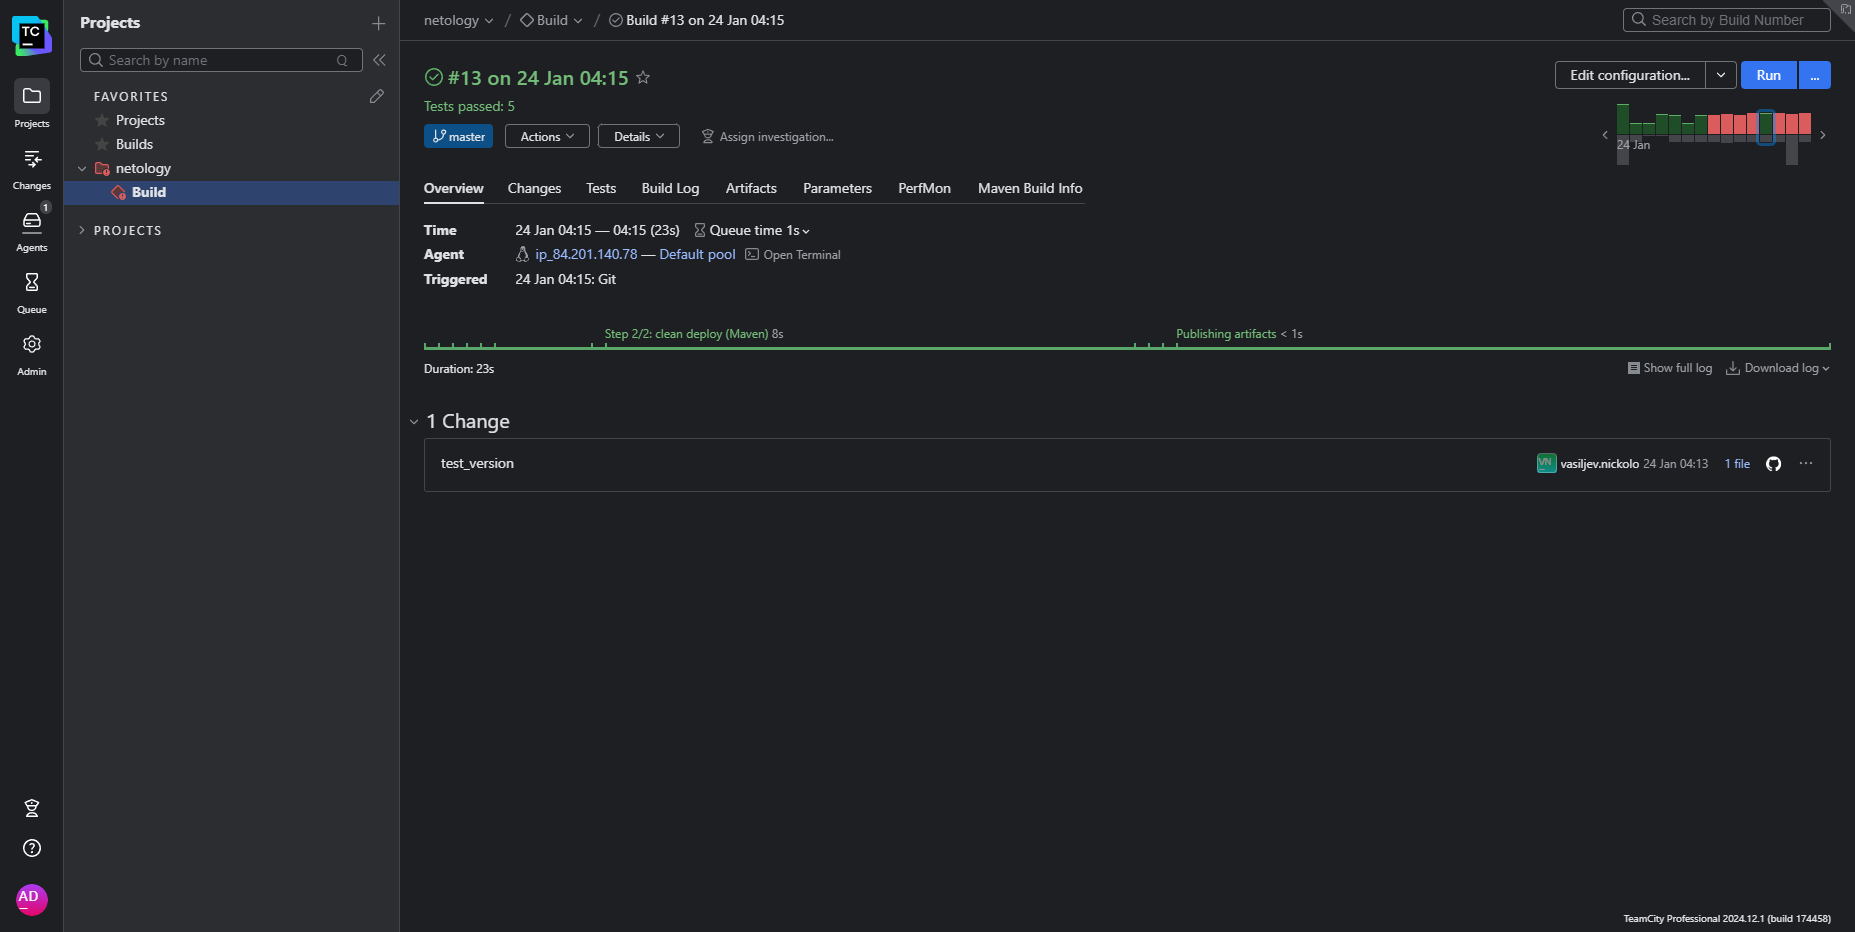 TC
Projects
Changes
1
Agents
Queue
Admin
AD
Projects
Search by name
Q
FAVORITES
Projects
Builds
netology
Build
PROJECTS
netology / Build / Build #13 on 24 Jan 04:15
Search by Build Number
#13 on 24 Jan 04:15
Edit configuration...
Run
...
Tests passed: 5
master
Actions
Details
Assign investigation...
24 Jan
Overview
Changes
Tests
Build Log
Artifacts
Parameters
PerfMon
Maven Build Info
Time 24 Jan 04:15 — 04:15 (23s) Queue time 1s
Agent ip_84.201.140.78 — Default pool Open Terminal
Triggered 24 Jan 04:15: Git
Step 2/2: clean deploy (Maven) 8s
Publishing artifacts < 1s
Duration: 23s
Show full log
Download log
1 Change
test_version
VN
vasiljev.nickolo 24 Jan 04:13 1 file ...
TeamCity Professional 2024.12.1 (build 174458)